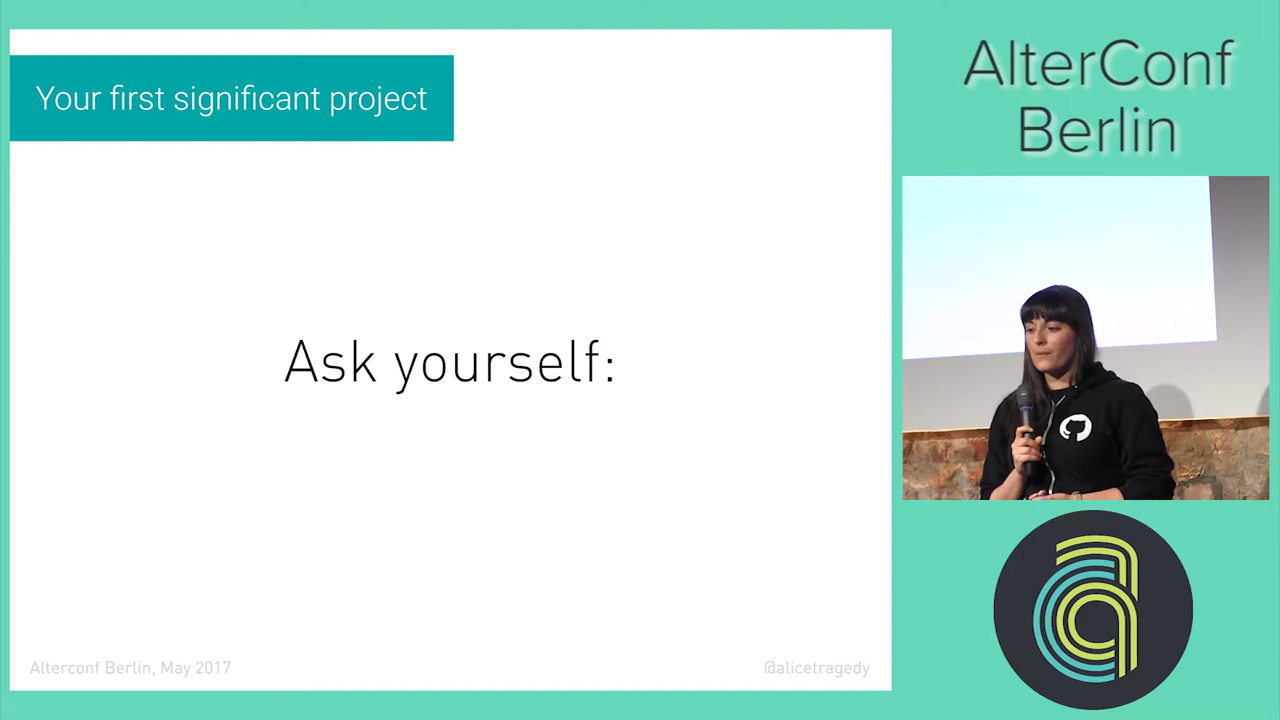 Your first significant project
Ask yourself:
Alterconf Berlin, May 2017
@alicetragedy
AlterConf
Berlin